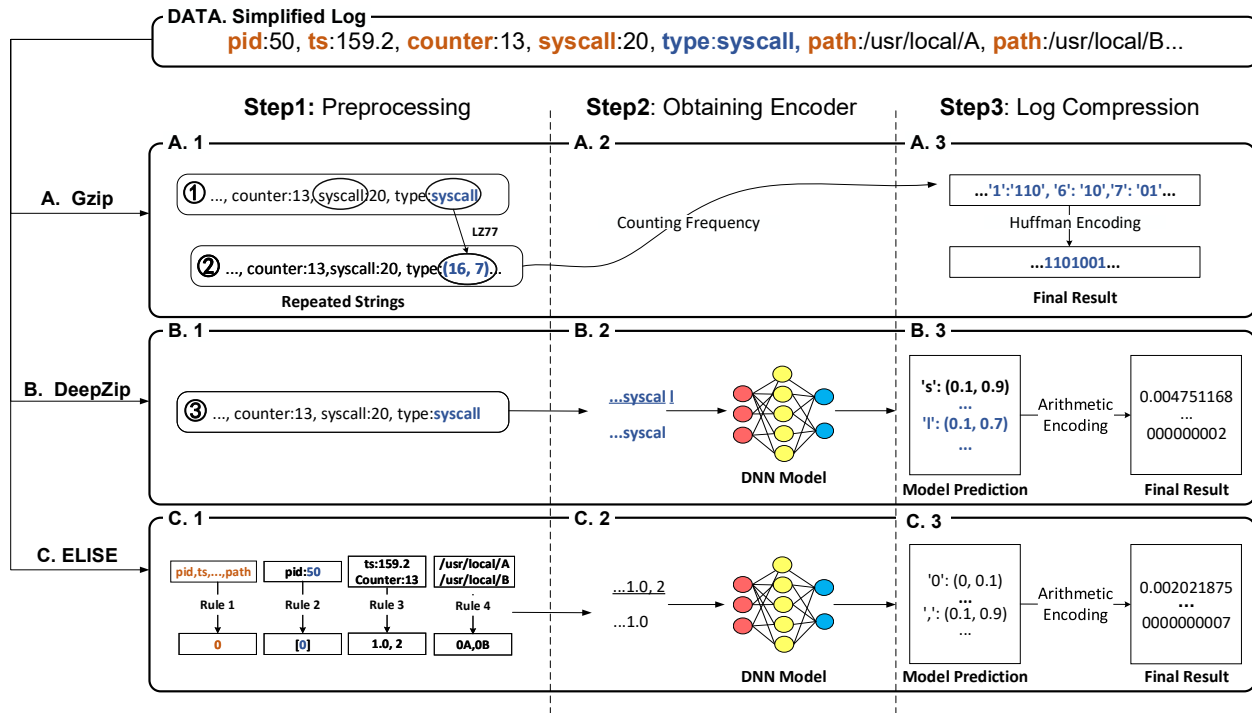 DATA. Simplified Log
pid:50, ts:159.2, counter:13, syscall:20, type:syscall, path:/usr/local/A, path:/usr/local/B...
Step1: Preprocessing
Step2: Obtaining Encoder
Step3: Log Compression
A. Gzip
A. 1
① ..., counter:13, syscall:20, type:syscall
LZ77
② ..., counter:13,syscall:20, type:(16, 7)...
Repeated Strings
A. 2
Counting Frequency
A. 3
...'1':'110', '6': '10','7': '01'...
Huffman Encoding
...1101001...
Final Result
B. DeepZip
B. 1
③ ..., counter:13, syscall:20, type:syscall
B. 2
...syscal l
...syscal
DNN Model
B. 3
's': (0.1, 0.9)
...
'l': (0.1, 0.7)
...
Model Prediction
Arithmetic
Encoding
0.004751168
...
000000002
Final Result
C. ELISE
C. 1
pid,ts,...,path
Rule 1
0
pid:50
Rule 2
[0]
ts:159.2
Counter:13
Rule 3
1.0, 2
/usr/local/A
/usr/local/B
Rule 4
0A,0B
C. 2
...1.0, 2
...1.0
DNN Model
C. 3
'0': (0, 0.1)
...
',': (0.1, 0.9)
...
Model Prediction
Arithmetic
Encoding
0.002021875
...
0000000007
Final Result